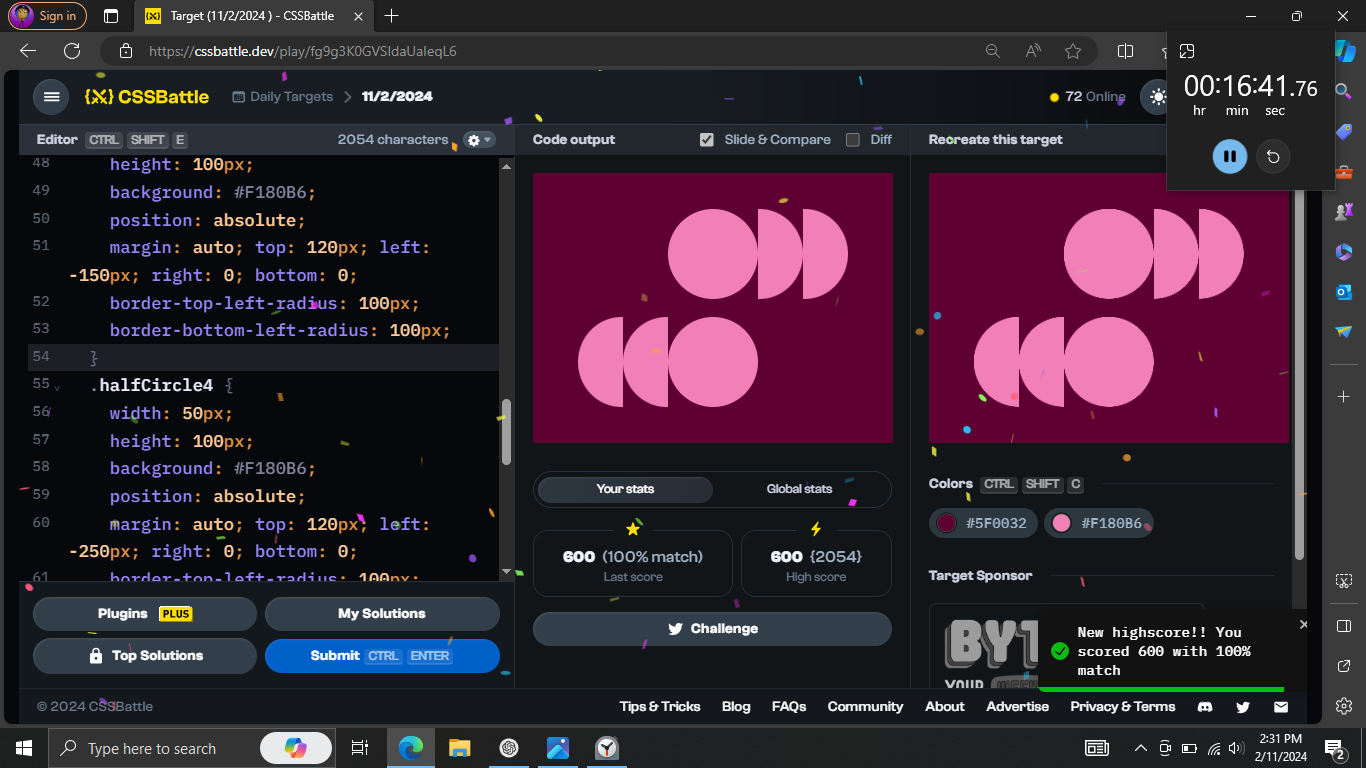 Sign in
Target (11/2/2024 ) - CSSBattle
https://cssbattle.dev/play/fg9g3K0GVSIdaUaleqL6
00:16:41.76
hr min sec
CSSBattle
Daily Targets
11/2/2024
72 Online
Editor CTRL SHIFT E
2054 characters
Code output
Slide & Compare
Diff
Recreate this target
48 height: 100px;
49 background: #F180B6;
50 position: absolute;
51 margin: auto; top: 120px; left:
-150px; right: 0; bottom: 0;
52 border-top-left-radius: 100px;
53 border-bottom-left-radius: 100px;
54 }
55 .halfCircle4 {
56 width: 50px;
57 height: 100px;
58 background: #F180B6;
59 position: absolute;
60 margin: auto; top: 120px; left:
-250px; right: 0; bottom: 0;
61 border-top-left-radius: 100px;
Your stats
Global stats
600 (100% match)
Last score
600 {2054}
High score
Challenge
Colors CTRL SHIFT C
#5F0032
#F180B6
Target Sponsor
YOUR
Plugins PLUS
My Solutions
Top Solutions
Submit CTRL ENTER
New highscore!! You
scored 600 with 100%
match
© 2024 CSSBattle
Tips & Tricks
Blog
FAQs
Community
About
Advertise
Privacy & Terms
Type here to search
2:31 PM
2/11/2024
2